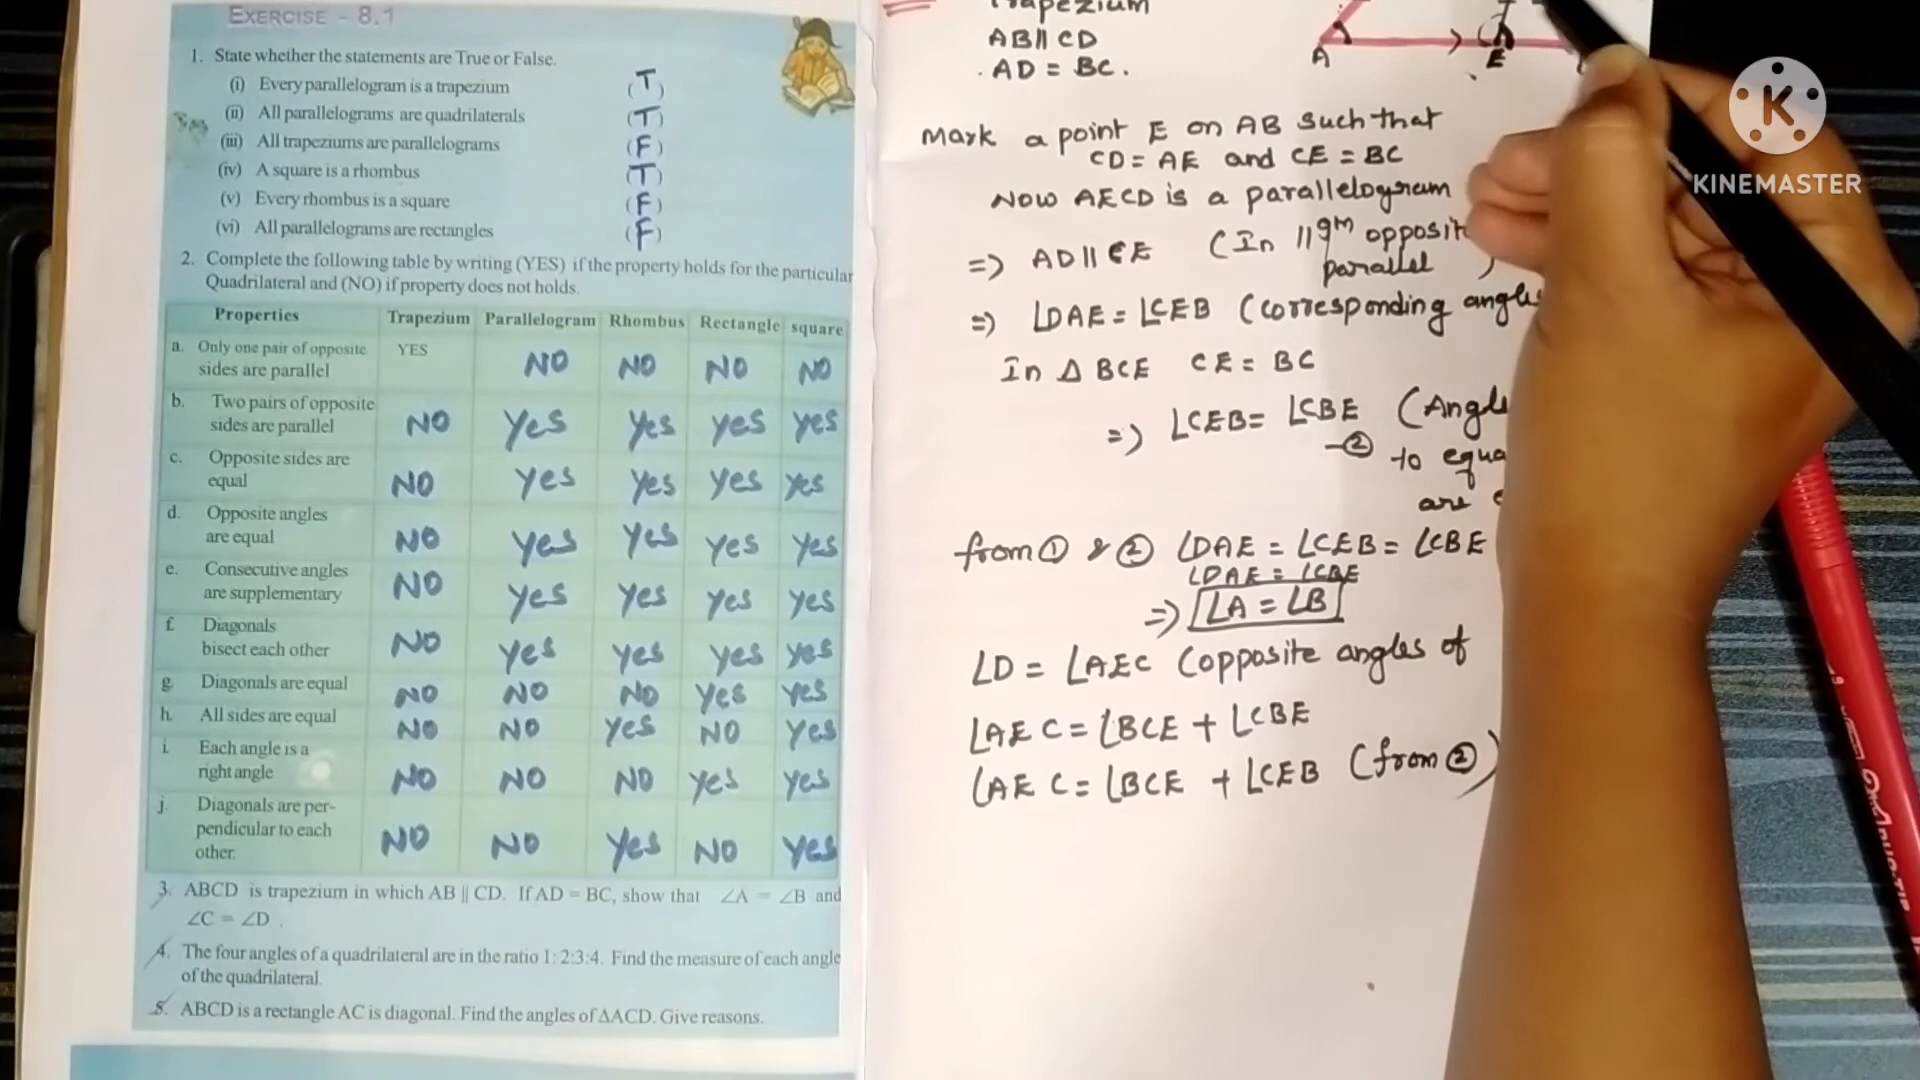 EXERCISE - 8.1
1. State whether the statements are True or False.
(i) Every parallelogram is a trapezium (T)
(ii) All parallelograms are quadrilaterals (T)
(iii) All trapeziums are parallelograms (F)
(iv) A square is a rhombus (T)
(v) Every rhombus is a square (F)
(vi) All parallelograms are rectangles (F)
2. Complete the following table by writing (YES) if the property holds for the particular
Quadrilateral and (NO) if property does not holds.
Properties Trapezium Parallelogram Rhombus Rectangle square
a. Only one pair of opposite YES NO NO NO NO
sides are parallel
b. Two pairs of opposite NO Yes Yes Yes Yes
sides are parallel
c. Opposite sides are NO Yes Yes Yes Yes
equal
d. Opposite angles NO Yes Yes Yes Yes
are equal
e. Consecutive angles NO Yes Yes Yes Yes
are supplementary
f. Diagonals NO Yes Yes Yes Yes
bisect each other
g. Diagonals are equal NO NO NO Yes Yes
h. All sides are equal NO NO Yes NO Yes
i. Each angle is a NO NO NO Yes Yes
right angle
j. Diagonals are per- NO NO Yes NO Yes
pendicular to each
other.
3. ABCD is trapezium in which AB || CD. If AD = BC, show that ∠A = ∠B and
∠C = ∠D .
4. The four angles of a quadrilateral are in the ratio 1: 2:3:4. Find the measure of each angle
of the quadrilateral.
5. ABCD is a rectangle AC is diagonal. Find the angles of ΔACD. Give reasons.
Trapezium
AB || CD
AD = BC.
A E
Mark a point E on AB such that
CD = AE and CE = BC
Now AECD is a parallelogram
=> AD || CE (In ||gm opposit
parallel )
=> ∠DAE = ∠CEB (corresponding angles
In Δ BCE CE = BC
=> ∠CEB = ∠CBE (Angle
-② to equa
are
from ① & ② ∠DAE = ∠CEB = ∠CBE
∠DAE = ∠CBE
=> ∠A = ∠B
∠D = ∠AEC (opposite angles of
∠AEC = ∠BCE + ∠CBE
∠AEC = ∠BCE + ∠CEB (from ②)
K
KINEMASTER